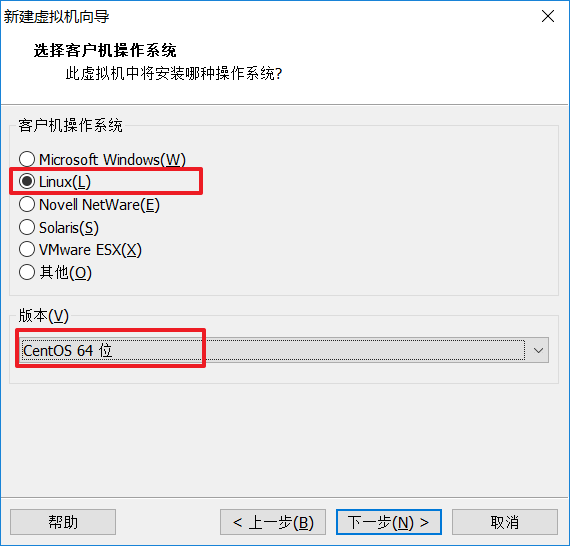 新建虚拟机向导
选择客户机操作系统
此虚拟机中将安装哪种操作系统?
客户机操作系统
Microsoft Windows(W)
Linux(L)
Novell NetWare(E)
Solaris(S)
VMware ESX(X)
其他(O)
版本(V)
CentOS 64 位
帮助
< 上一步(B)
下一步(N) >
取消